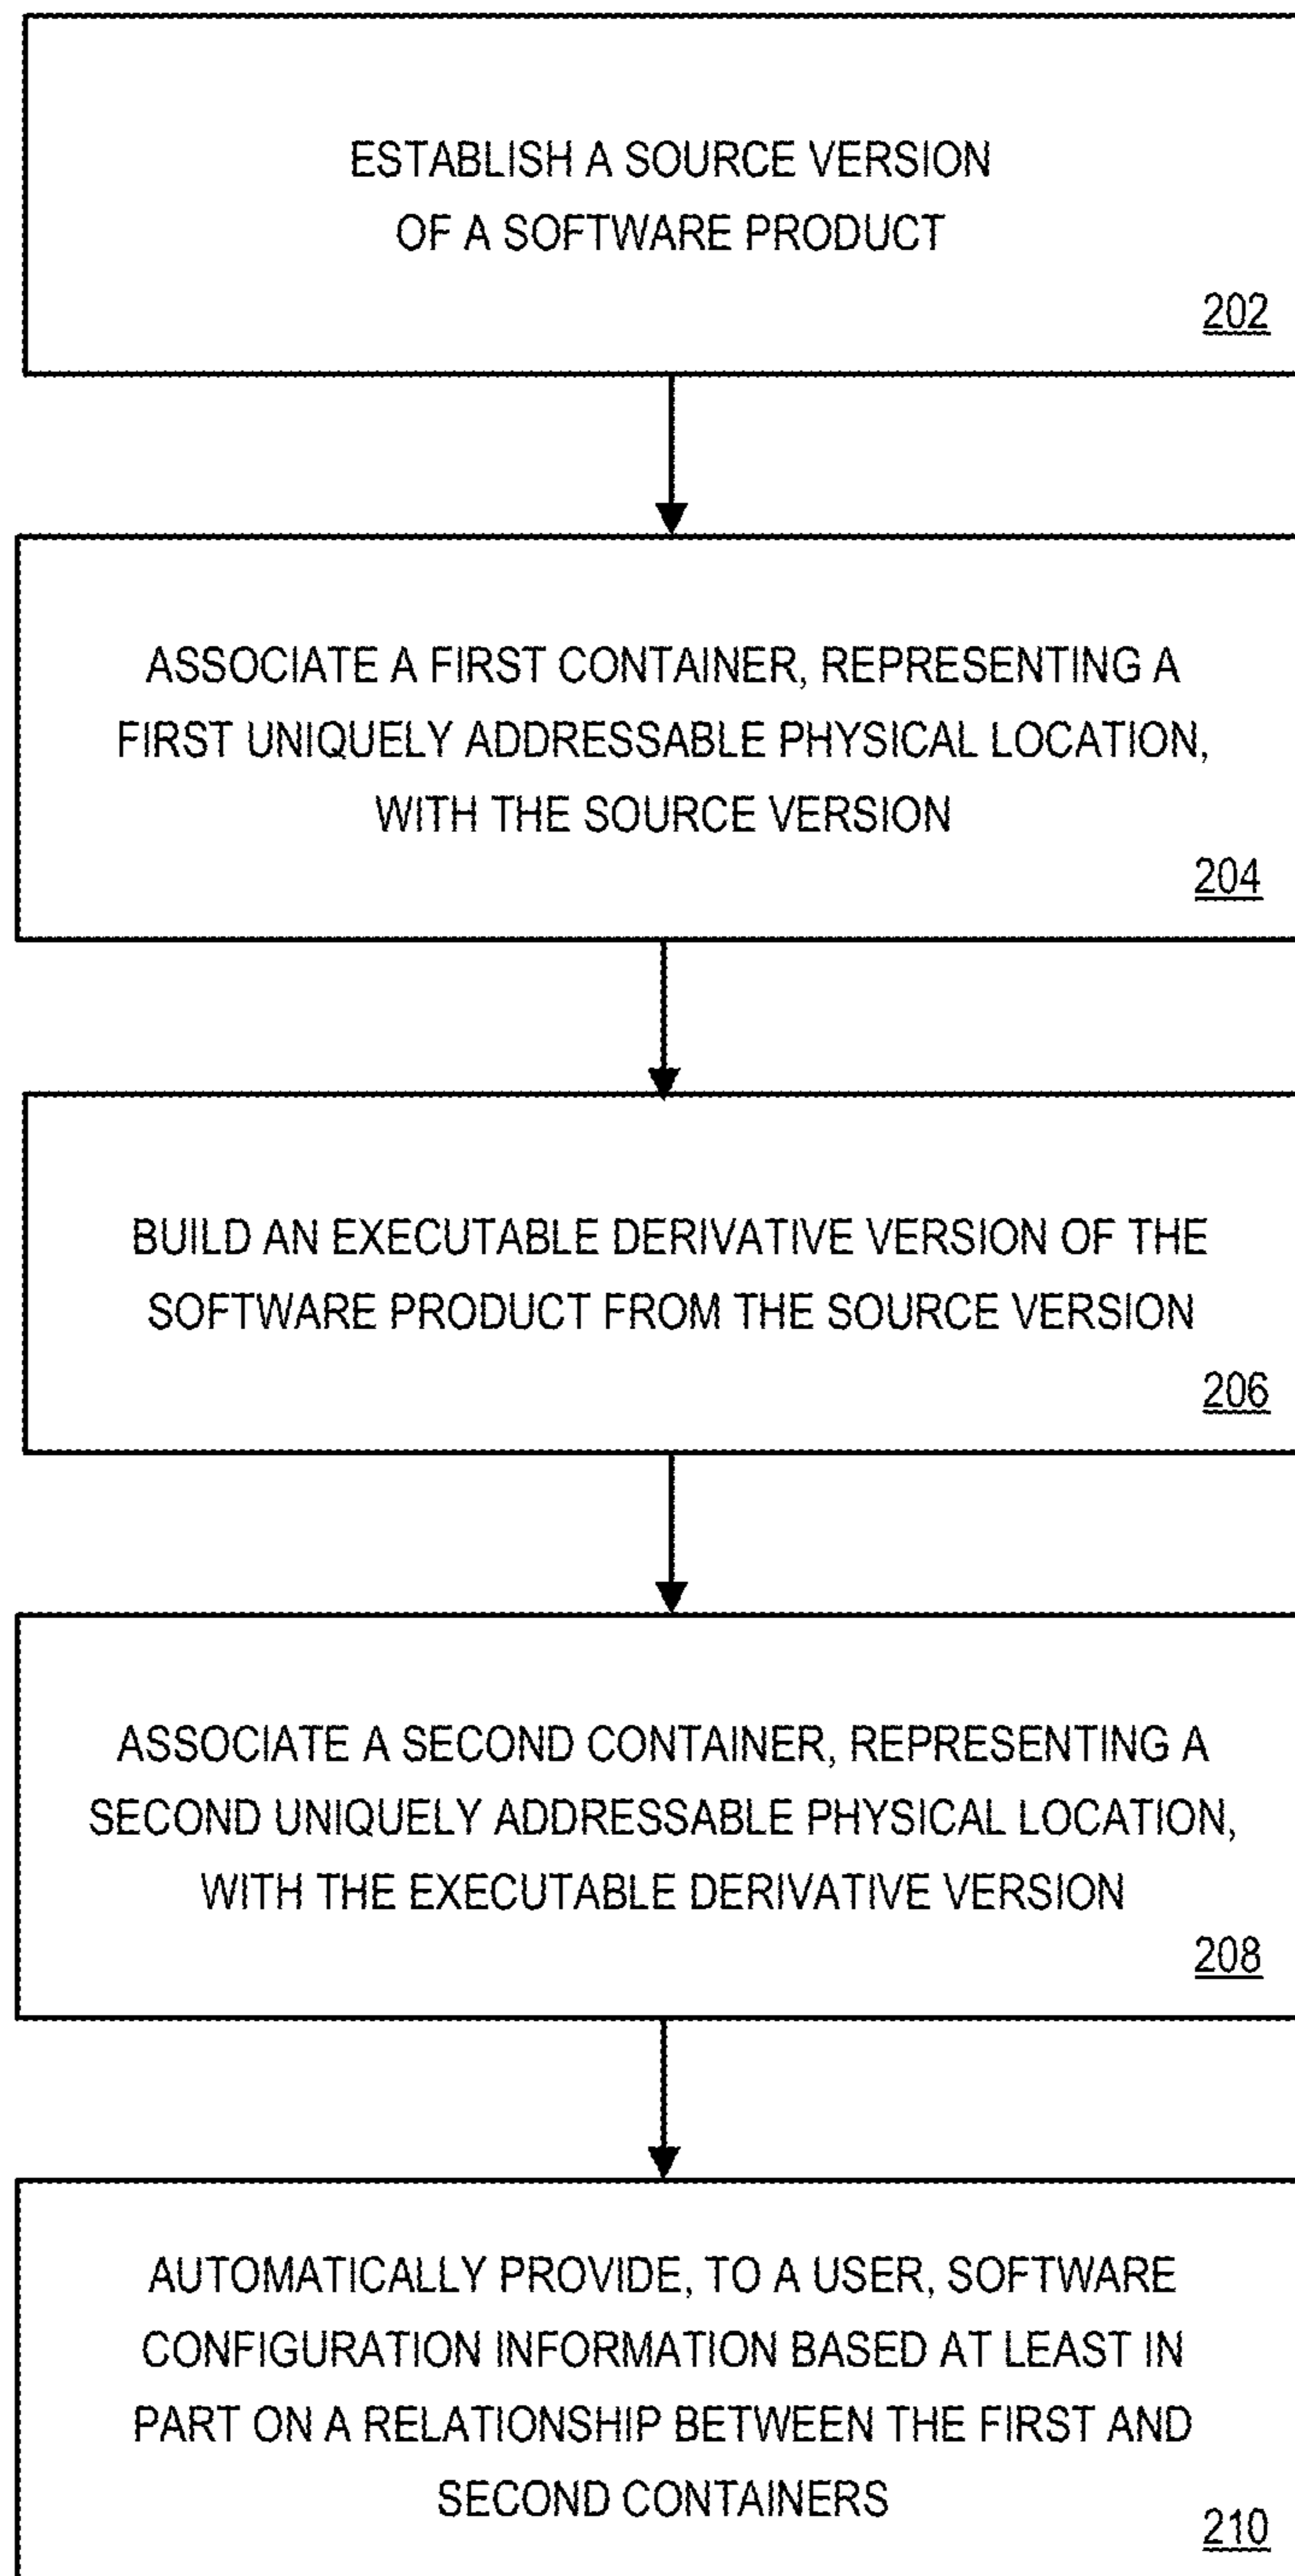 ESTABLISH A SOURCE VERSION
OF A SOFTWARE PRODUCT
202
ASSOCIATE A FIRST CONTAINER, REPRESENTING A
FIRST UNIQUELY ADDRESSABLE PHYSICAL LOCATION,
WITH THE SOURCE VERSION
204
BUILD AN EXECUTABLE DERIVATIVE VERSION OF THE
SOFTWARE PRODUCT FROM THE SOURCE VERSION
206
ASSOCIATE A SECOND CONTAINER, REPRESENTING A
SECOND UNIQUELY ADDRESSABLE PHYSICAL LOCATION,
WITH THE EXECUTABLE DERIVATIVE VERSION
208
AUTOMATICALLY PROVIDE, TO A USER, SOFTWARE
CONFIGURATION INFORMATION BASED AT LEAST IN
PART ON A RELATIONSHIP BETWEEN THE FIRST AND
SECOND CONTAINERS
210